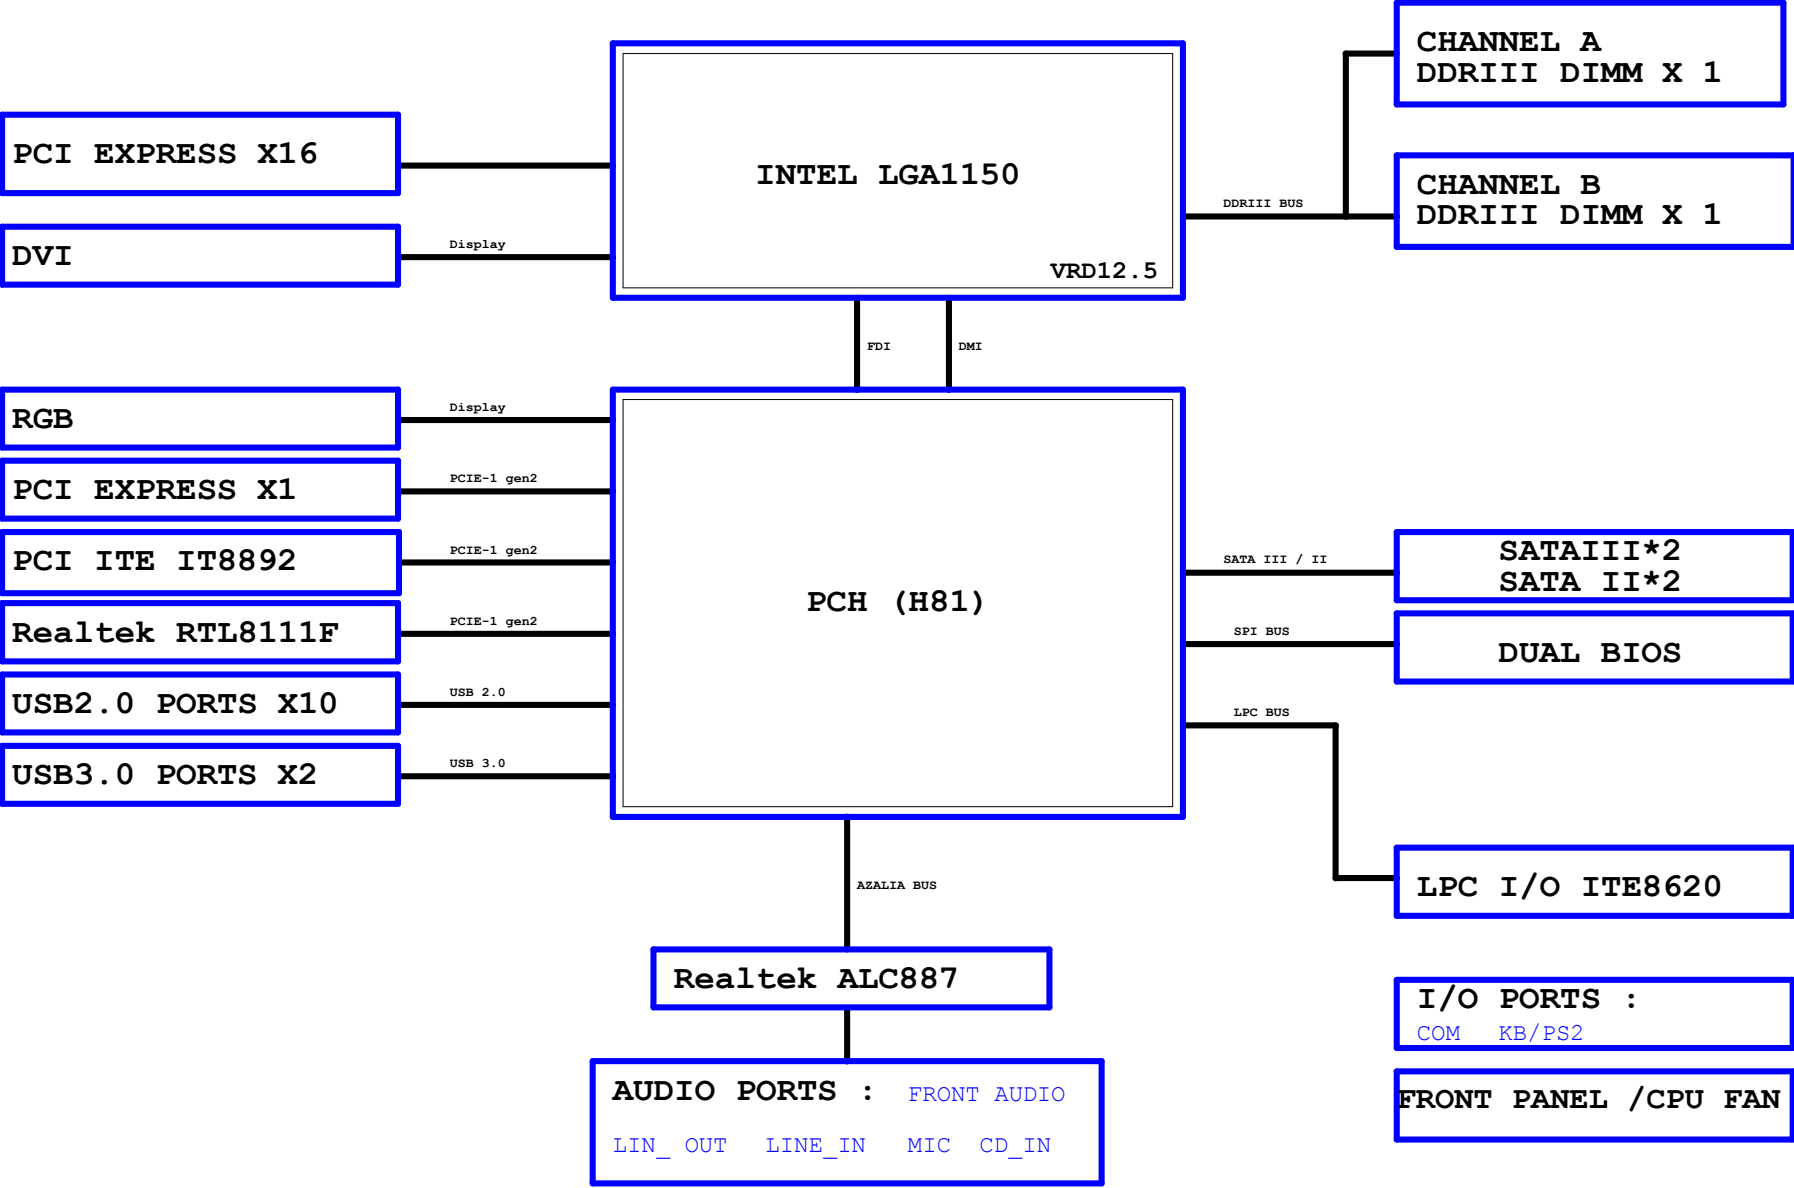 CHANNEL A
DDRIII DIMM X 1
PCI EXPRESS X16
INTEL LGA1150
CHANNEL B
DDRIII DIMM X 1
DDRIII BUS
DVI
Display
VRD12.5
FDI
DMI
RGB
Display
PCI EXPRESS X1
PCIE-1 gen2
PCI ITE IT8892
PCIE-1 gen2
SATA III / II
SATAIII*2
SATA II*2
PCH (H81)
Realtek RTL8111F
PCIE-1 gen2
SPI BUS
DUAL BIOS
USB2.0 PORTS X10
USB 2.0
LPC BUS
USB3.0 PORTS X2
USB 3.0
AZALIA BUS
LPC I/O ITE8620
Realtek ALC887
I/O PORTS :
COM KB/PS2
AUDIO PORTS : FRONT AUDIO
LIN_ OUT LINE_IN MIC CD_IN
FRONT PANEL /CPU FAN